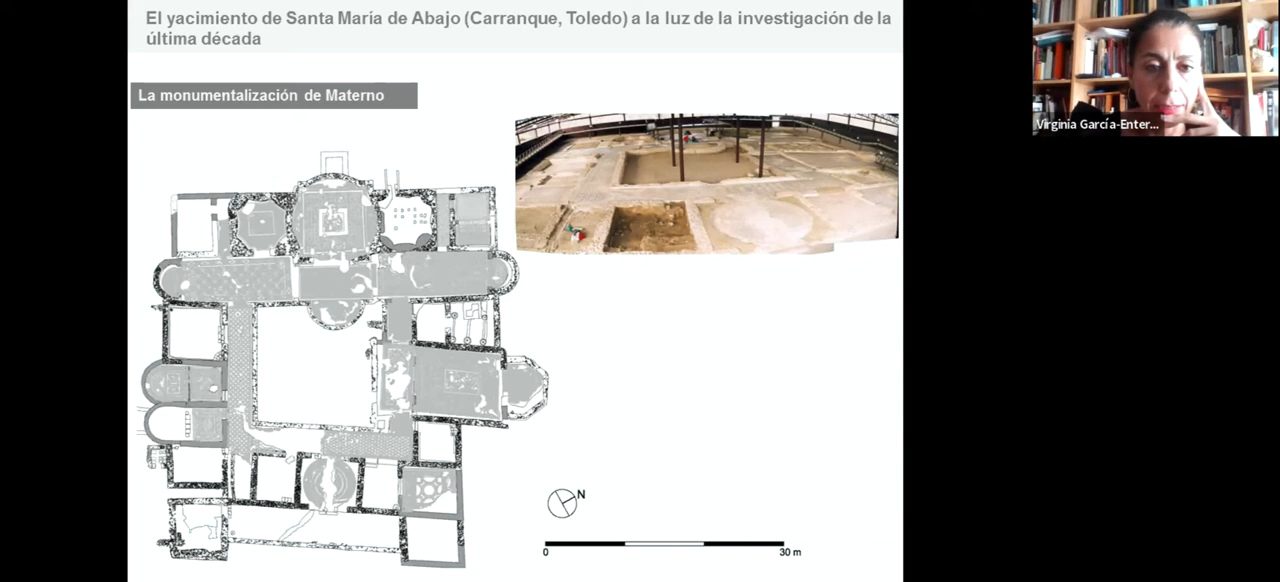 El yacimiento de Santa María de Abajo (Carranque, Toledo) a la luz de la investigación de la
última década
La monumentalización de Materno
Virginia García-Enter...
N
0
30 m